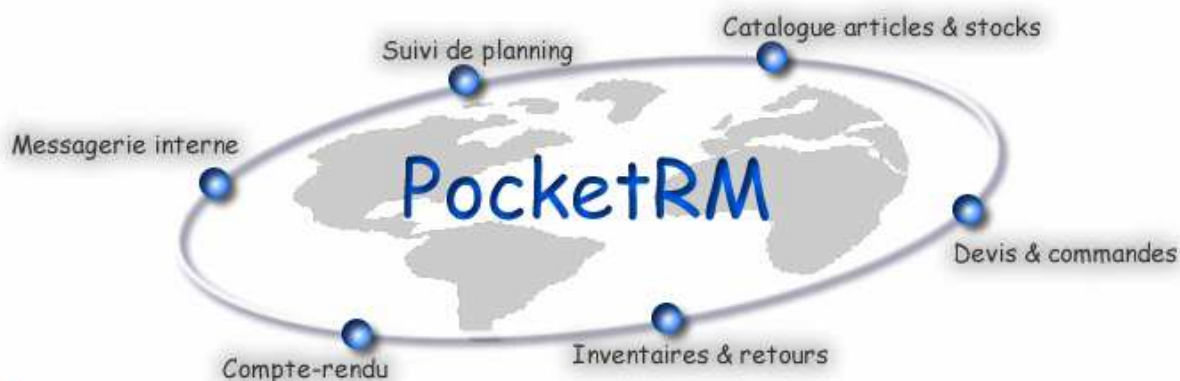 Catalogue articles & stocks
Suivi de planning
Messagerie interne
PocketRM
Devis & commandes
Inventaires & retours
Compte-rendu